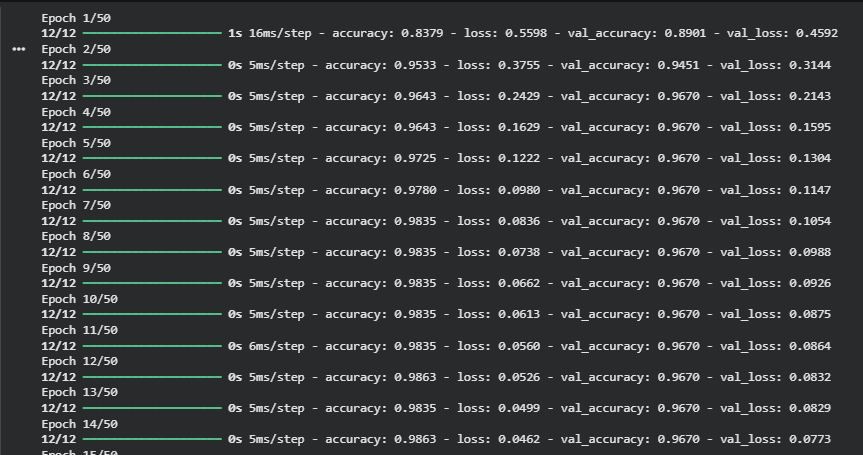 Epoch 1/50
12/12 ━━━━━━━━━━━━━━━━━━━━ 1s 16ms/step - accuracy: 0.8379 - loss: 0.5598 - val_accuracy: 0.8901 - val_loss: 0.4592
Epoch 2/50
12/12 ━━━━━━━━━━━━━━━━━━━━ 0s 5ms/step - accuracy: 0.9533 - loss: 0.3755 - val_accuracy: 0.9451 - val_loss: 0.3144
Epoch 3/50
12/12 ━━━━━━━━━━━━━━━━━━━━ 0s 5ms/step - accuracy: 0.9643 - loss: 0.2429 - val_accuracy: 0.9670 - val_loss: 0.2143
Epoch 4/50
12/12 ━━━━━━━━━━━━━━━━━━━━ 0s 5ms/step - accuracy: 0.9643 - loss: 0.1629 - val_accuracy: 0.9670 - val_loss: 0.1595
Epoch 5/50
12/12 ━━━━━━━━━━━━━━━━━━━━ 0s 5ms/step - accuracy: 0.9725 - loss: 0.1222 - val_accuracy: 0.9670 - val_loss: 0.1304
Epoch 6/50
12/12 ━━━━━━━━━━━━━━━━━━━━ 0s 5ms/step - accuracy: 0.9780 - loss: 0.0980 - val_accuracy: 0.9670 - val_loss: 0.1147
Epoch 7/50
12/12 ━━━━━━━━━━━━━━━━━━━━ 0s 5ms/step - accuracy: 0.9835 - loss: 0.0836 - val_accuracy: 0.9670 - val_loss: 0.1054
Epoch 8/50
12/12 ━━━━━━━━━━━━━━━━━━━━ 0s 5ms/step - accuracy: 0.9835 - loss: 0.0738 - val_accuracy: 0.9670 - val_loss: 0.0988
Epoch 9/50
12/12 ━━━━━━━━━━━━━━━━━━━━ 0s 5ms/step - accuracy: 0.9835 - loss: 0.0662 - val_accuracy: 0.9670 - val_loss: 0.0926
Epoch 10/50
12/12 ━━━━━━━━━━━━━━━━━━━━ 0s 5ms/step - accuracy: 0.9835 - loss: 0.0613 - val_accuracy: 0.9670 - val_loss: 0.0875
Epoch 11/50
12/12 ━━━━━━━━━━━━━━━━━━━━ 0s 6ms/step - accuracy: 0.9835 - loss: 0.0560 - val_accuracy: 0.9670 - val_loss: 0.0864
Epoch 12/50
12/12 ━━━━━━━━━━━━━━━━━━━━ 0s 5ms/step - accuracy: 0.9863 - loss: 0.0526 - val_accuracy: 0.9670 - val_loss: 0.0832
Epoch 13/50
12/12 ━━━━━━━━━━━━━━━━━━━━ 0s 5ms/step - accuracy: 0.9835 - loss: 0.0499 - val_accuracy: 0.9670 - val_loss: 0.0829
Epoch 14/50
12/12 ━━━━━━━━━━━━━━━━━━━━ 0s 5ms/step - accuracy: 0.9863 - loss: 0.0462 - val_accuracy: 0.9670 - val_loss: 0.0773
Epoch 15/50